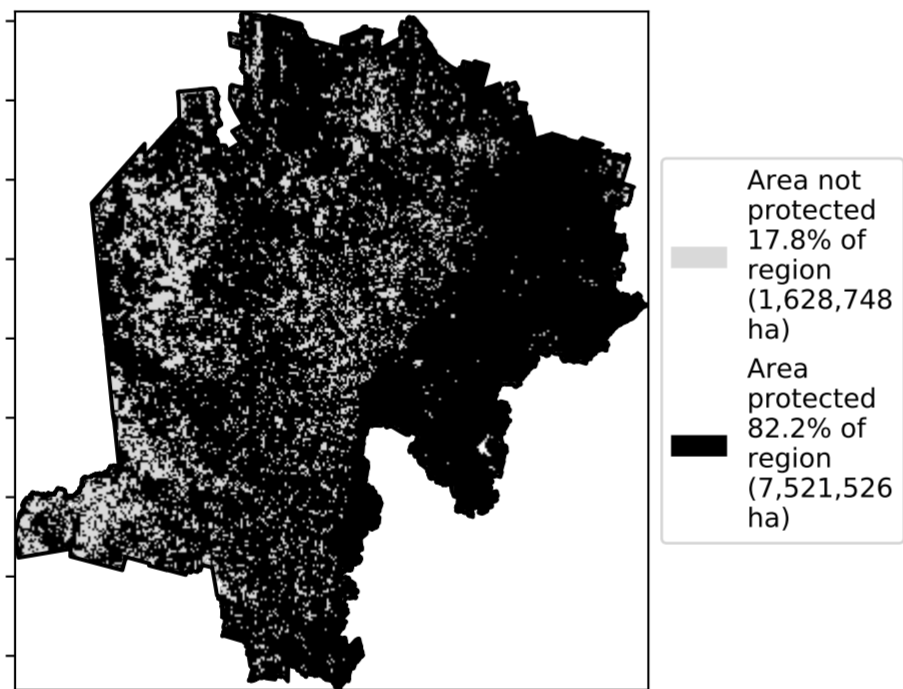 Area not
protected
17.8% of
region
(1,628,748
ha)
Area
protected
82.2% of
region
(7,521,526
ha)